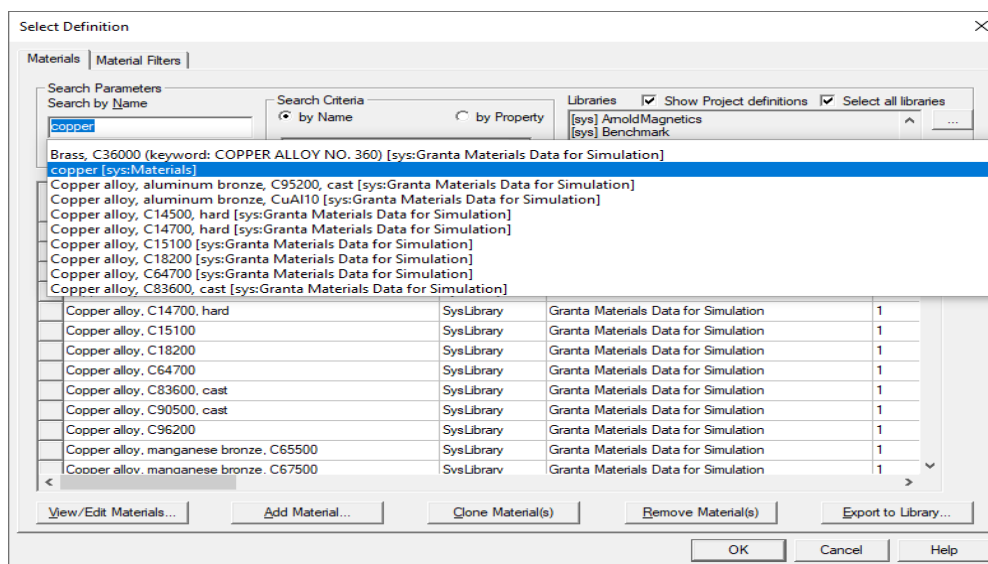 Select Definition
Materials
Material Filters
Search Parameters
Search by Name
copper
Search Criteria
by Name
by Property
Libraries
Show Project definitions
Select all libraries
[sys] ArnoldMagnetics
[sys] Benchmark
...
Brass, C36000 (keyword: COPPER ALLOY NO. 360) [sys:Granta Materials Data for Simulation]
copper [sys:Materials]
Copper alloy, aluminum bronze, C95200, cast [sys:Granta Materials Data for Simulation]
Copper alloy, aluminum bronze, CuAl10 [sys:Granta Materials Data for Simulation]
Copper alloy, C14500, hard [sys:Granta Materials Data for Simulation]
Copper alloy, C14700, hard [sys:Granta Materials Data for Simulation]
Copper alloy, C15100 [sys:Granta Materials Data for Simulation]
Copper alloy, C18200 [sys:Granta Materials Data for Simulation]
Copper alloy, C64700 [sys:Granta Materials Data for Simulation]
Copper alloy, C83600, cast [sys:Granta Materials Data for Simulation]
Copper alloy, C14700, hard SysLibrary Granta Materials Data for Simulation 1
Copper alloy, C15100 SysLibrary Granta Materials Data for Simulation 1
Copper alloy, C18200 SysLibrary Granta Materials Data for Simulation 1
Copper alloy, C64700 SysLibrary Granta Materials Data for Simulation 1
Copper alloy, C83600, cast SysLibrary Granta Materials Data for Simulation 1
Copper alloy, C90500, cast SysLibrary Granta Materials Data for Simulation 1
Copper alloy, C96200 SysLibrary Granta Materials Data for Simulation 1
Copper alloy, manganese bronze, C65500 SysLibrary Granta Materials Data for Simulation 1
Copper alloy, manganese bronze, C67500 SysLibrary Granta Materials Data for Simulation 1
View/Edit Materials...
Add Material...
Clone Material(s)
Remove Material(s)
Export to Library...
OK
Cancel
Help